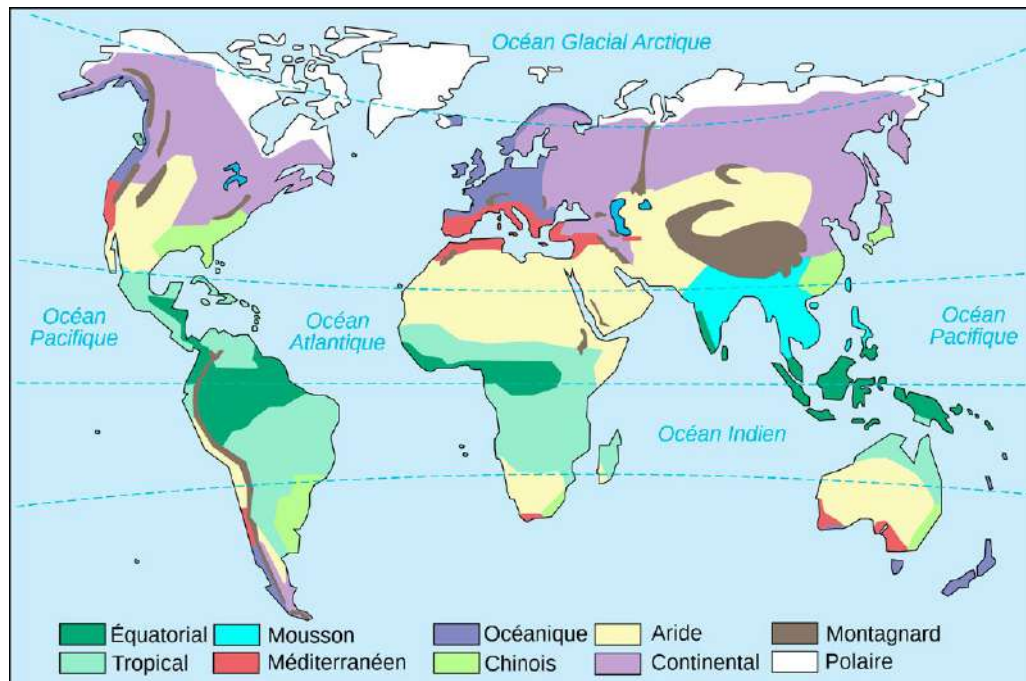 Océan Glacial Arctique
Océan
Pacifique
Océan
Atlantique
Océan
Pacifique
Océan Indien
Équatorial
Mousson
Océanique
Aride
Montagnard
Tropical
Méditerranéen
Chinois
Continental
Polaire